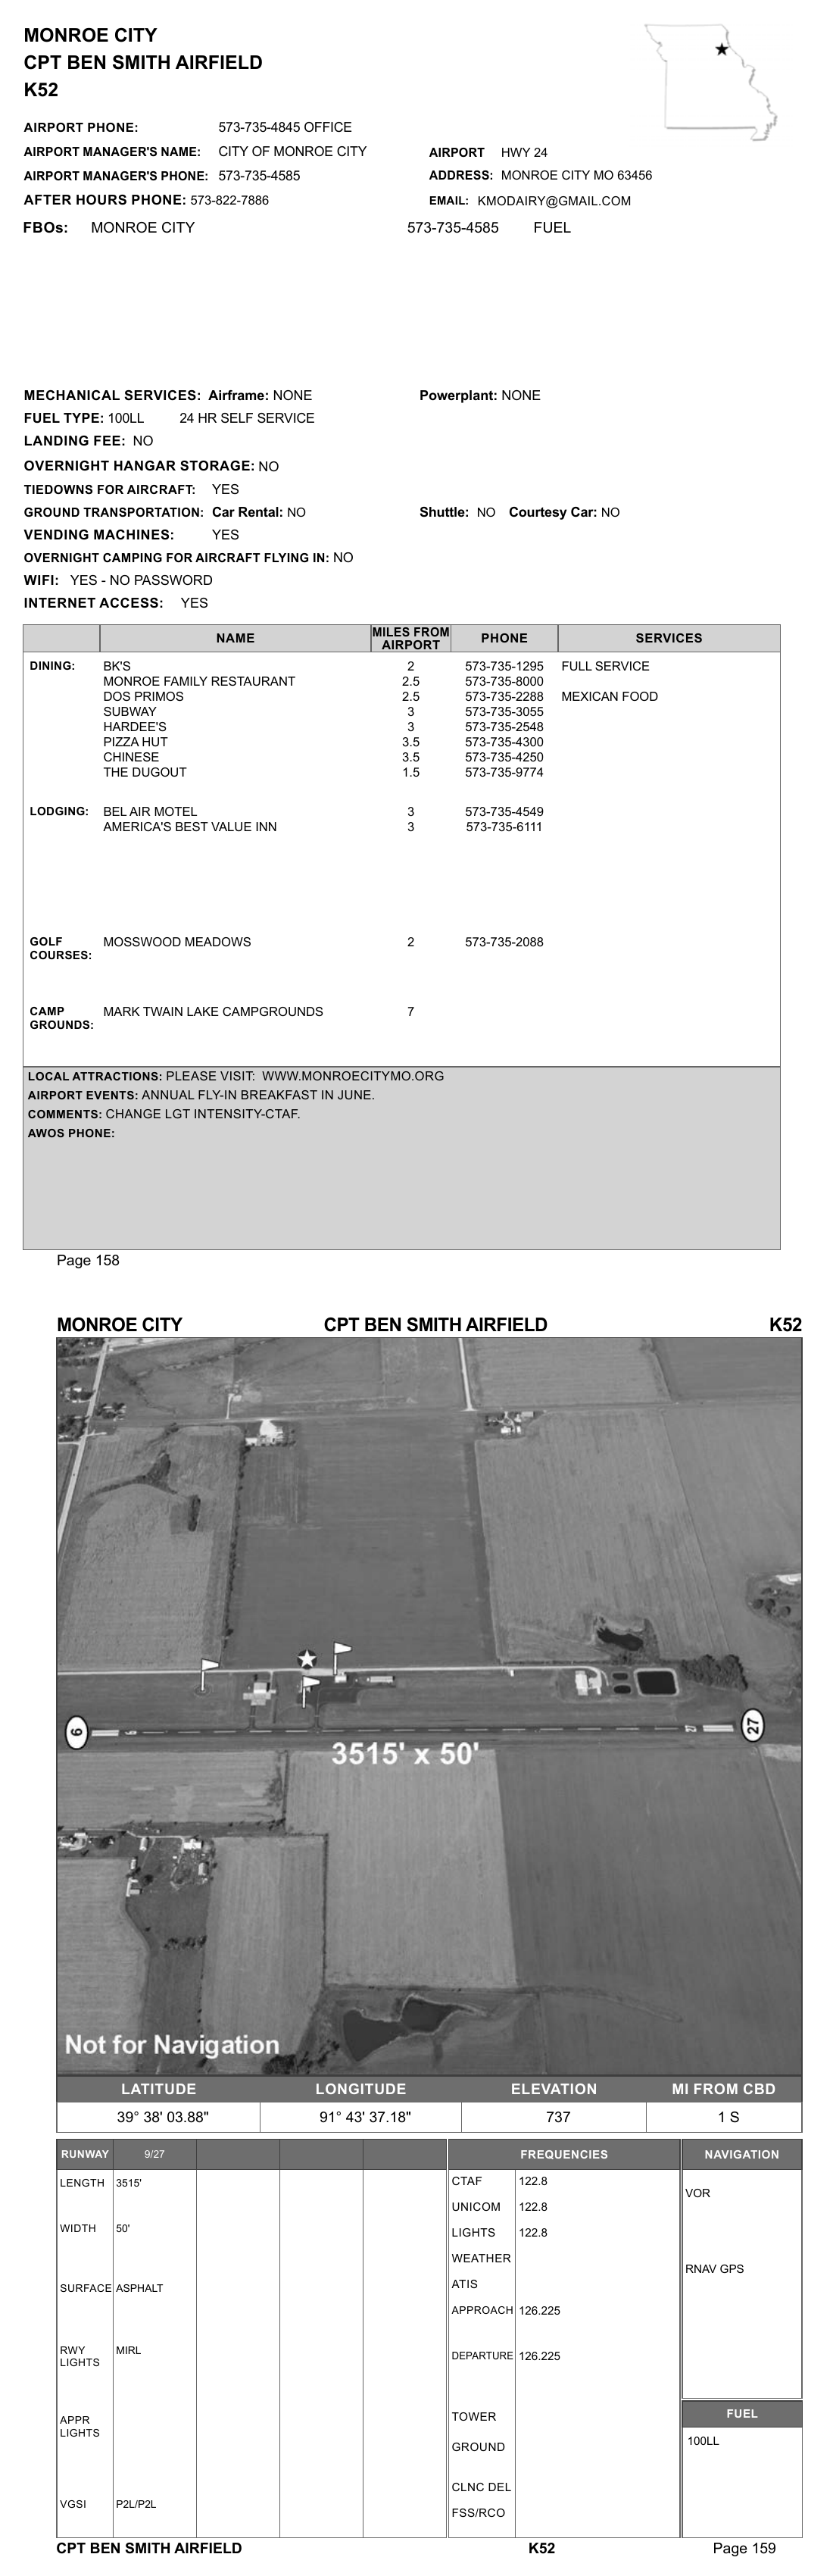 MONROE CITY
CPT BEN SMITH AIRFIELD
K52
AIRPORT PHONE: 573-735-4845 OFFICE
AIRPORT MANAGER'S NAME: CITY OF MONROE CITY AIRPORT HWY 24
AIRPORT MANAGER'S PHONE: 573-735-4585 ADDRESS: MONROE CITY MO 63456
AFTER HOURS PHONE: 573-822-7886 EMAIL: KMODAIRY@GMAIL.COM
FBOs: MONROE CITY 573-735-4585 FUEL
MECHANICAL SERVICES: Airframe: NONE Powerplant: NONE
FUEL TYPE: 100LL 24 HR SELF SERVICE
LANDING FEE: NO
OVERNIGHT HANGAR STORAGE: NO
TIEDOWNS FOR AIRCRAFT: YES
GROUND TRANSPORTATION: Car Rental: NO Shuttle: NO Courtesy Car: NO
VENDING MACHINES: YES
OVERNIGHT CAMPING FOR AIRCRAFT FLYING IN: NO
WIFI: YES - NO PASSWORD
INTERNET ACCESS: YES
NAME MILES FROM AIRPORT PHONE SERVICES
DINING: BK'S 2 573-735-1295 FULL SERVICE
MONROE FAMILY RESTAURANT 2.5 573-735-8000
DOS PRIMOS 2.5 573-735-2288 MEXICAN FOOD
SUBWAY 3 573-735-3055
HARDEE'S 3 573-735-2548
PIZZA HUT 3.5 573-735-4300
CHINESE 3.5 573-735-4250
THE DUGOUT 1.5 573-735-9774
LODGING: BEL AIR MOTEL 3 573-735-4549
AMERICA'S BEST VALUE INN 3 573-735-6111
GOLF COURSES: MOSSWOOD MEADOWS 2 573-735-2088
CAMP GROUNDS: MARK TWAIN LAKE CAMPGROUNDS 7
LOCAL ATTRACTIONS: PLEASE VISIT: WWW.MONROECITYMO.ORG
AIRPORT EVENTS: ANNUAL FLY-IN BREAKFAST IN JUNE.
COMMENTS: CHANGE LGT INTENSITY-CTAF.
AWOS PHONE:
Page 158
MONROE CITY CPT BEN SMITH AIRFIELD K52
9 27 27
3515' x 50'
Not for Navigation
LATITUDE LONGITUDE ELEVATION MI FROM CBD
39° 38' 03.88" 91° 43' 37.18" 737 1 S
RUNWAY 9/27 FREQUENCIES NAVIGATION
LENGTH 3515' CTAF 122.8
VOR
UNICOM 122.8
WIDTH 50' LIGHTS 122.8
WEATHER
RNAV GPS
SURFACE ASPHALT ATIS
APPROACH 126.225
RWY LIGHTS MIRL DEPARTURE 126.225
FUEL
APPR LIGHTS TOWER
100LL
GROUND
CLNC DEL
VGSI P2L/P2L FSS/RCO
CPT BEN SMITH AIRFIELD K52 Page 159